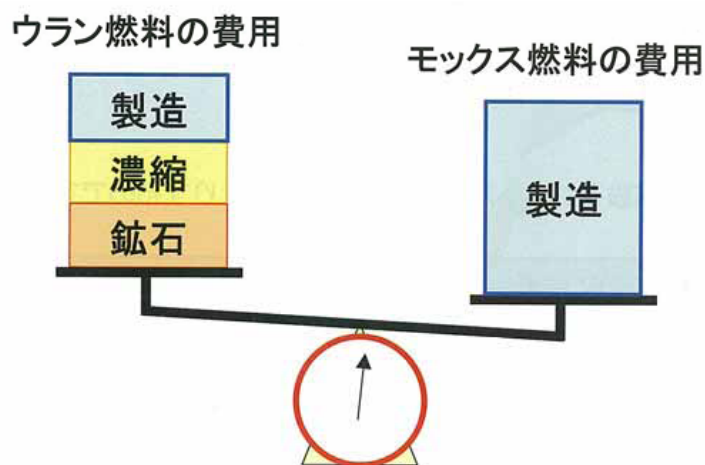 ウラン燃料の費用
モックス燃料の費用
製造
濃縮
鉱石
製造